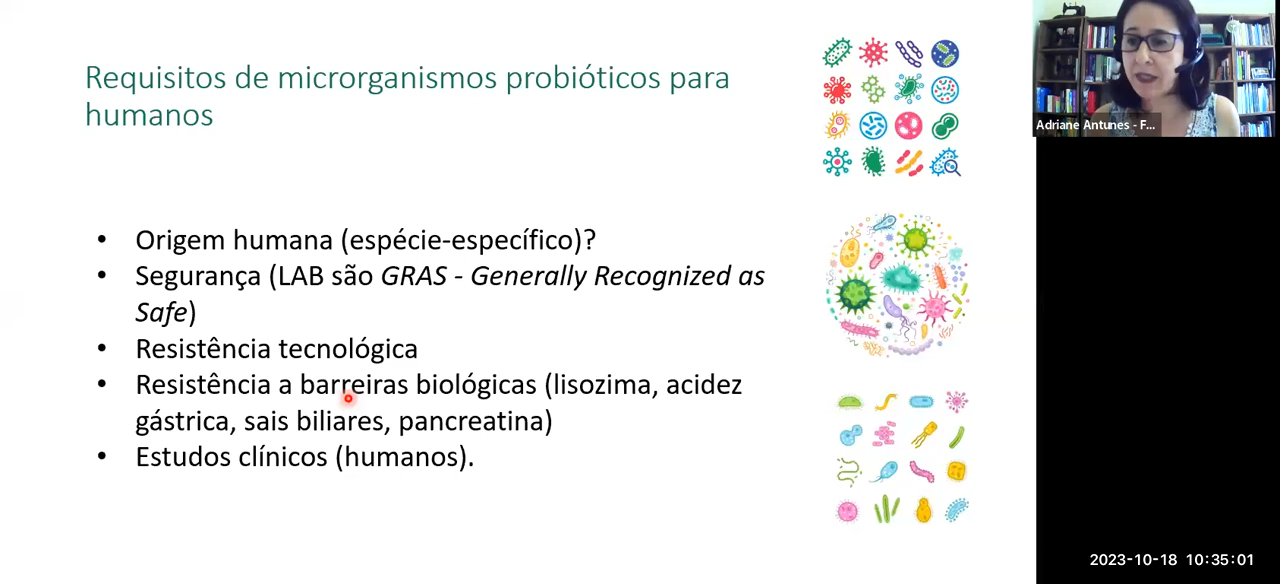 Requisitos de microrganismos probióticos para
humanos
• Origem humana (espécie-específico)?
• Segurança (LAB são GRAS - Generally Recognized as
Safe)
• Resistência tecnológica
• Resistência a barreiras biológicas (lisozima, acidez
gástrica, sais biliares, pancreatina)
• Estudos clínicos (humanos).
Adriane Antunes - F...
2023-10-18 10:35:01